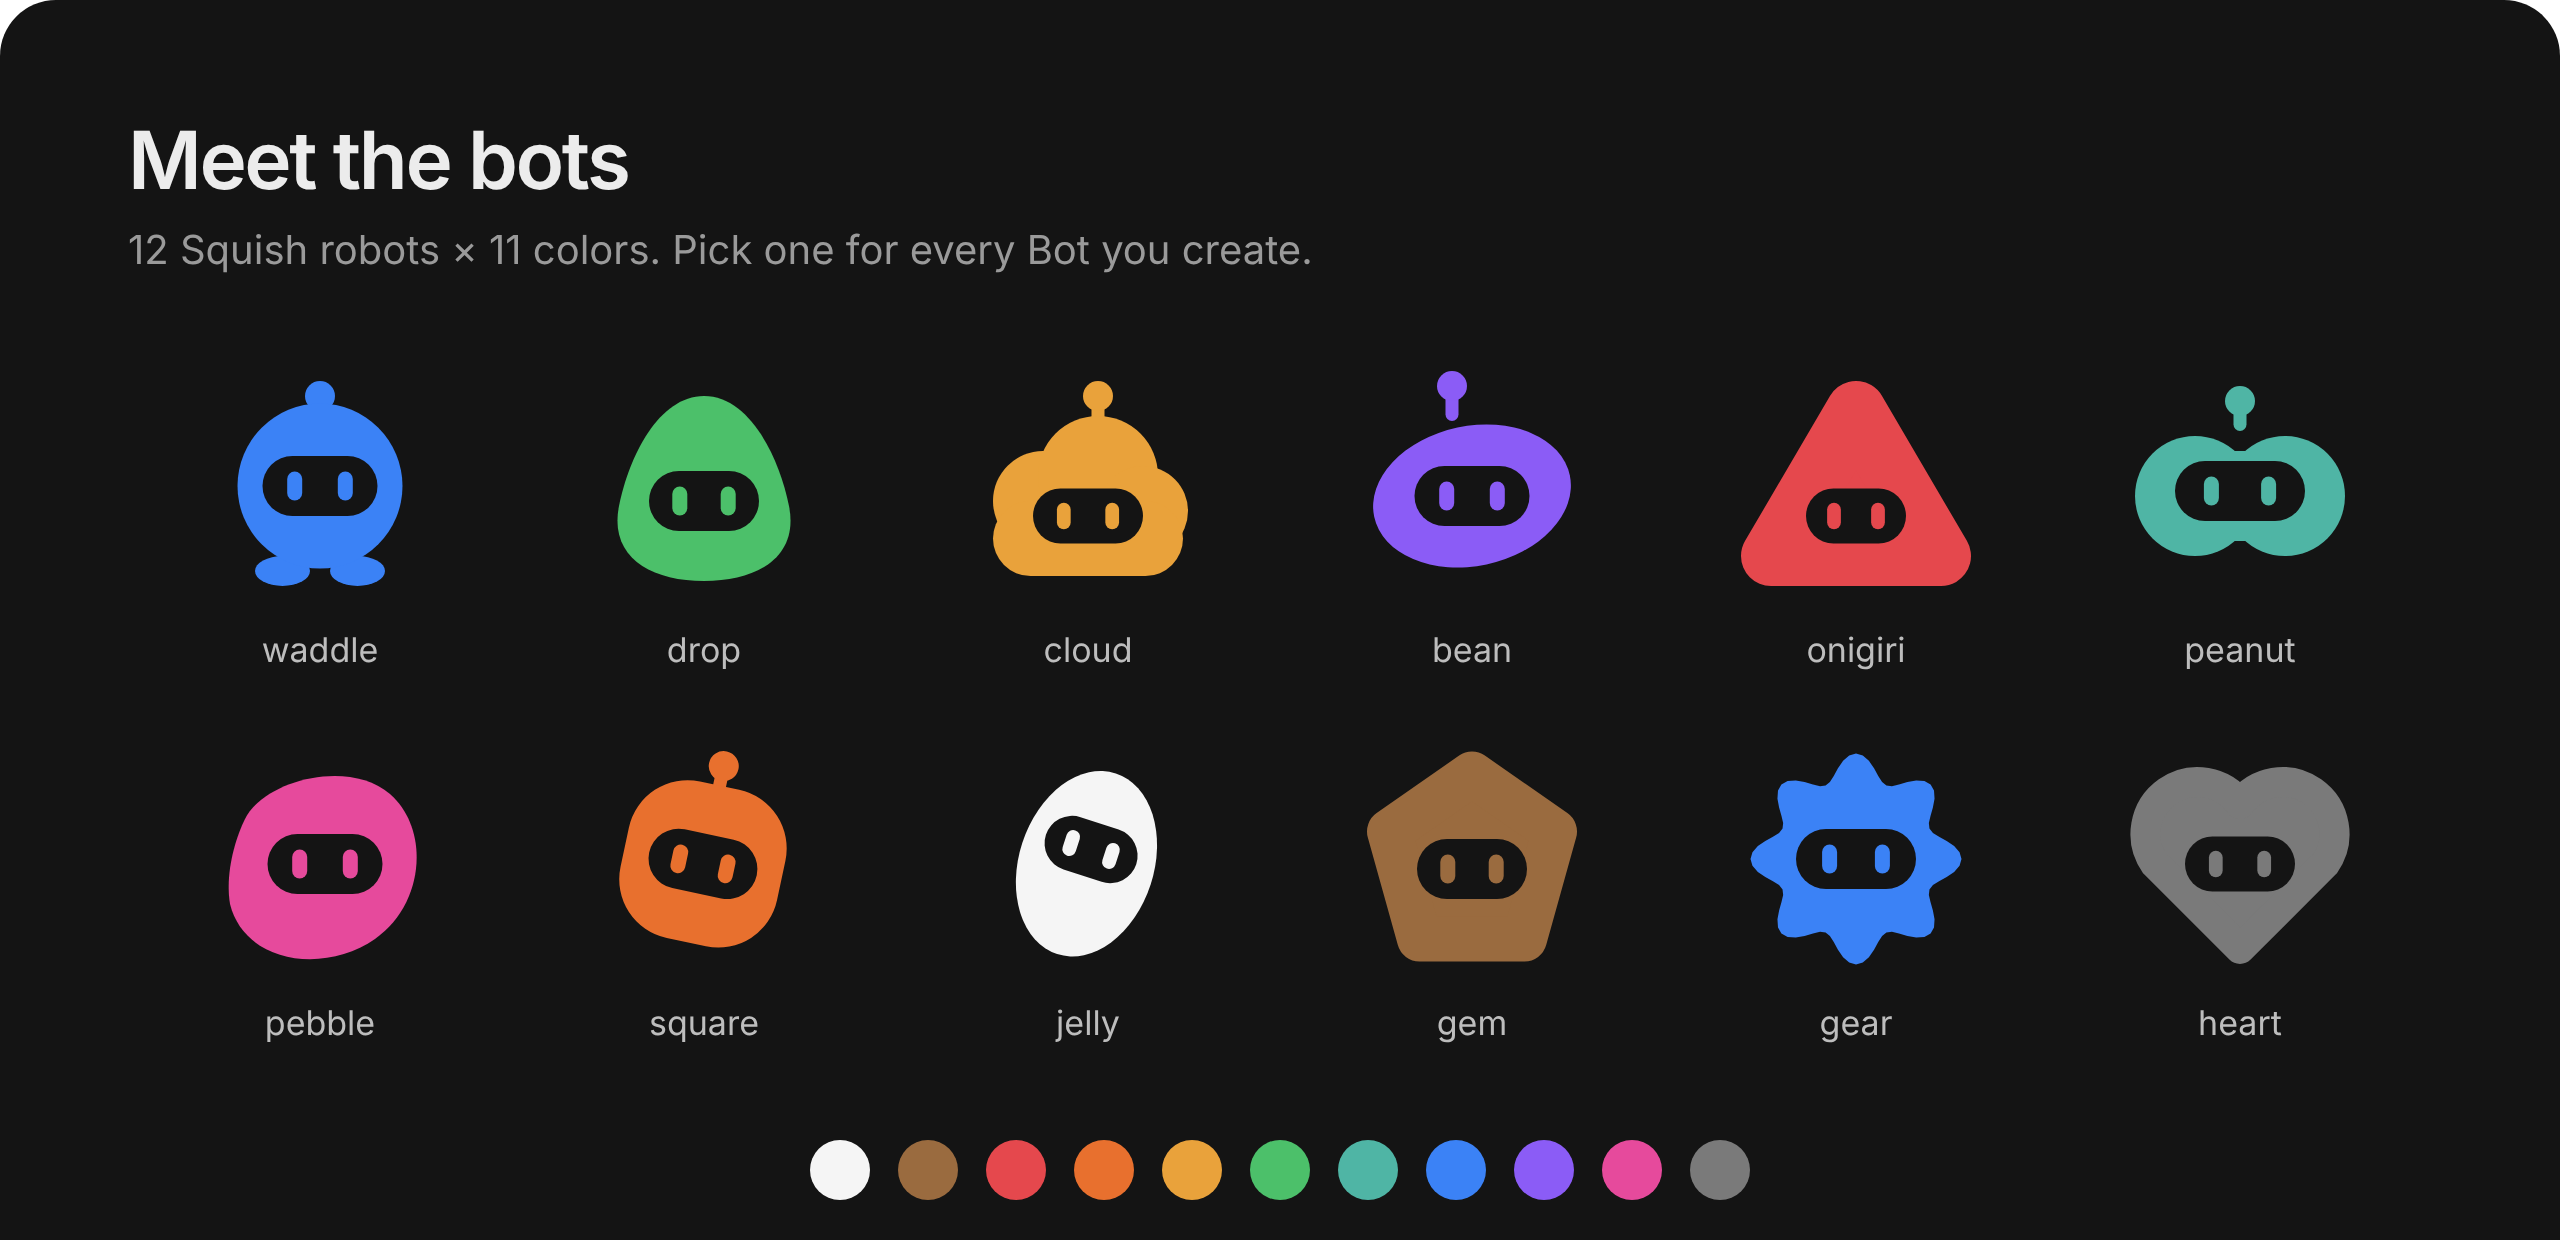 Meet the bots
12 Squish robots × 11 colors. Pick one for every Bot you create.
waddle drop cloud bean onigiri peanut
pebble square jelly gem gear heart